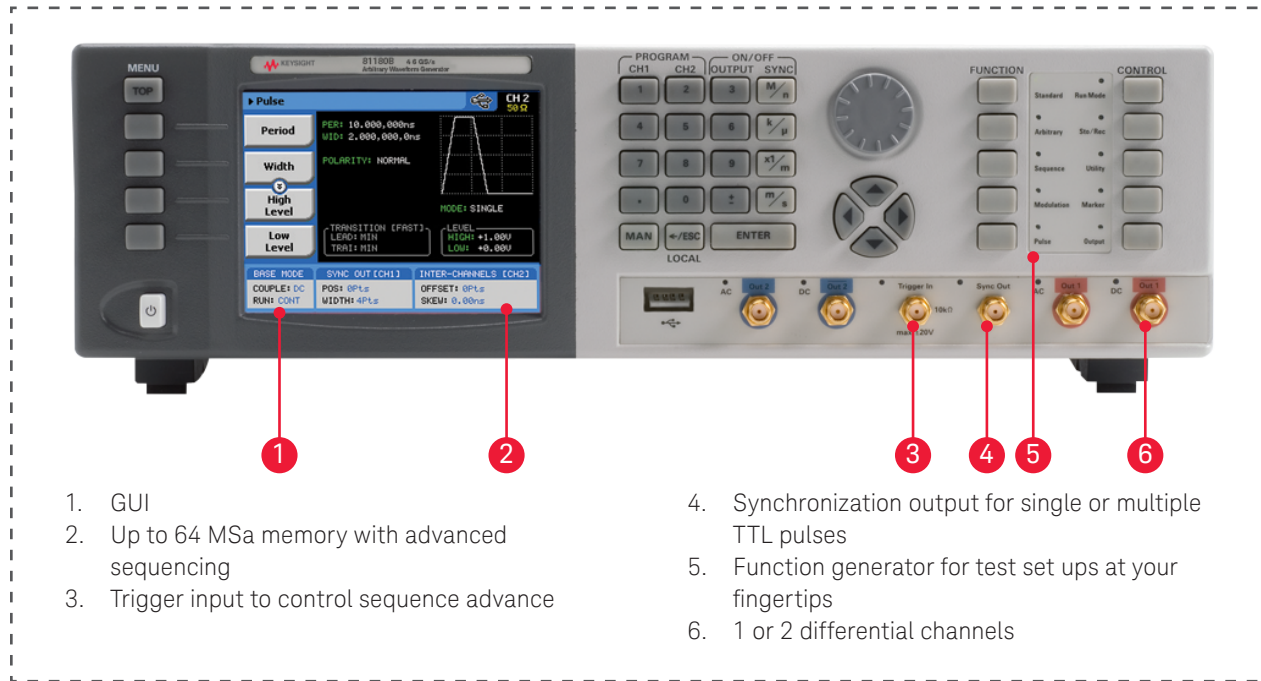 MENU
TOP
KEYSIGHT
81180B 4.6 GS/s
Arbitrary Waveform Generator
Pulse
CH 2
50 Ω
Period
Width
High
Level
Low
Level
PER: 10.000,000ns
WID: 2.000,000,0ns
POLARITY: NORMAL
MODE: SINGLE
TRANSITION [FAST]
LEAD: MIN
TRAI: MIN
LEVEL
HIGH: +1.00V
LOW: +0.00V
BASE MODE
COUPLE: DC
RUN: CONT
SYNC OUT [CH1]
POS: 0Pts
WIDTH: 4Pts
INTER-CHANNELS [CH2]
OFFSET: 0Pts
SKEW: 0.00ns
PROGRAM
CH1 CH2
ON/OFF
OUTPUT SYNC
1 2 3 M/n
4 5 6 k/µ
7 8 9 x1/m
. 0 ± m/s
MAN ←/ESC ENTER
LOCAL
FUNCTION
CONTROL
Standard Run Mode
Arbitrary Sto/Rec
Sequence Utility
Modulation Marker
Pulse Output
AC Out 2
DC Out 2
Trigger In
10kΩ
Sync Out
AC Out 1
DC Out 1
1
2
3
4
5
6
1. GUI
2. Up to 64 MSa memory with advanced
sequencing
3. Trigger input to control sequence advance
4. Synchronization output for single or multiple
TTL pulses
5. Function generator for test set ups at your
fingertips
6. 1 or 2 differential channels